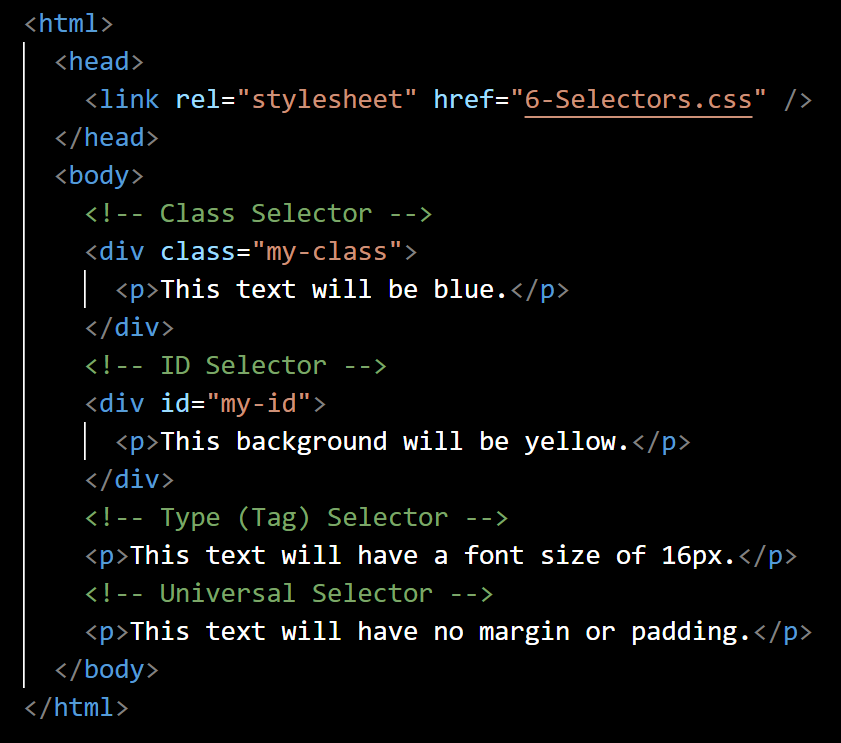 <html>
<head>
<link rel="stylesheet" href="6-Selectors.css" />
</head>
<body>
<!-- Class Selector -->
<div class="my-class">
<p>This text will be blue.</p>
</div>
<!-- ID Selector -->
<div id="my-id">
<p>This background will be yellow.</p>
</div>
<!-- Type (Tag) Selector -->
<p>This text will have a font size of 16px.</p>
<!-- Universal Selector -->
<p>This text will have no margin or padding.</p>
</body>
</html>